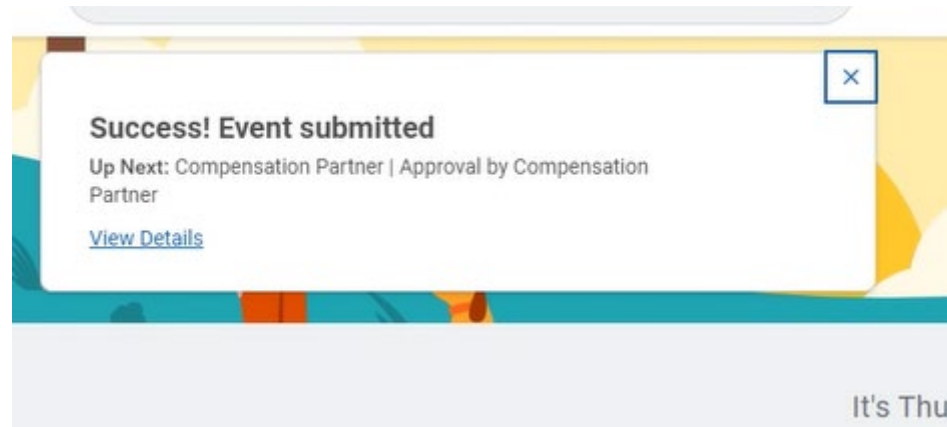 Success! Event submitted
Up Next: Compensation Partner | Approval by Compensation
Partner
View Details
It's Thu